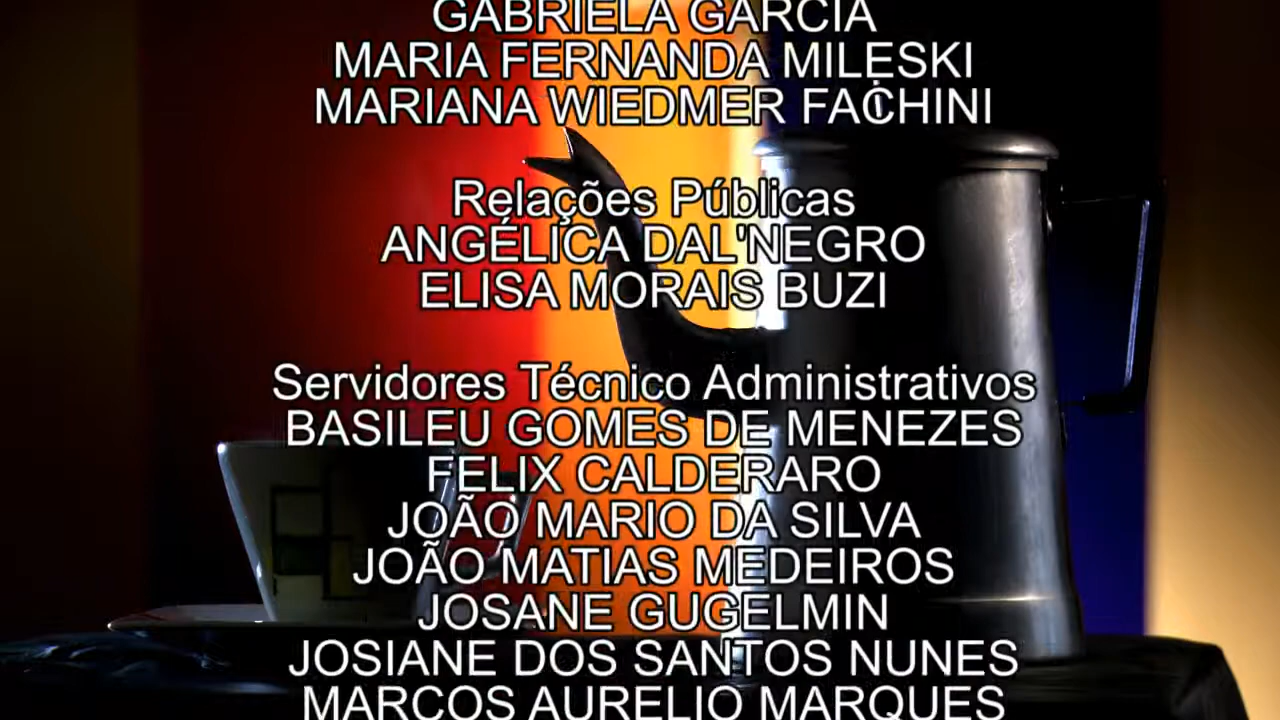 GABRIELA GARCIA
MARIA FERNANDA MILESKI
MARIANA WIEDMER FACHINI
Relações Públicas
ANGÉLICA DAL'NEGRO
ELISA MORAIS BUZI
Servidores Técnico Administrativos
BASILEU GOMES DE MENEZES
FELIX CALDERARO
JOÃO MARIO DA SILVA
JOÃO MATIAS MEDEIROS
JOSANE GUGELMIN
JOSIANE DOS SANTOS NUNES
MARCOS AURELIO MARQUES